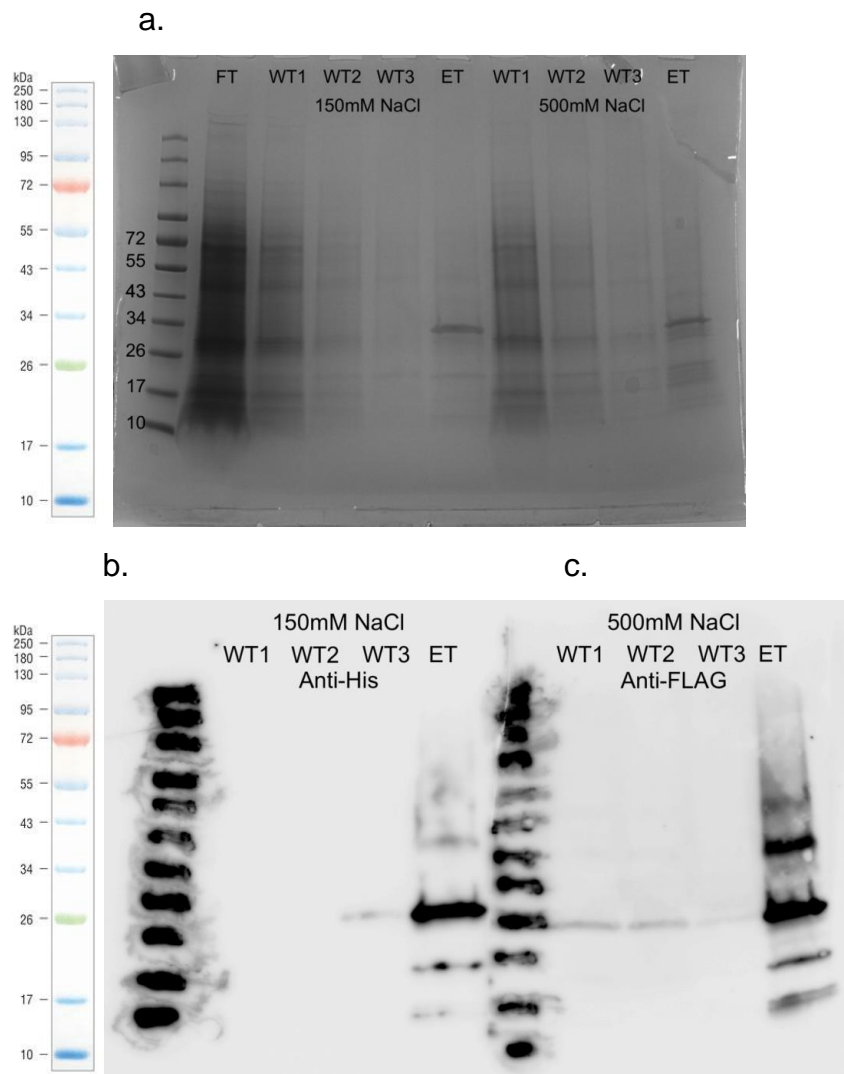 a.
kDa
250
180
130
95
72
55
43
34
26
17
10
FT WT1 WT2 WT3 ET WT1 WT2 WT3 ET
150mM NaCl 500mM NaCl
72
55
43
34
26
17
10
b. c.
kDa
250
180
130
95
72
55
43
34
26
17
10
150mM NaCl
WT1 WT2 WT3 ET
Anti-His
500mM NaCl
WT1 WT2 WT3 ET
Anti-FLAG